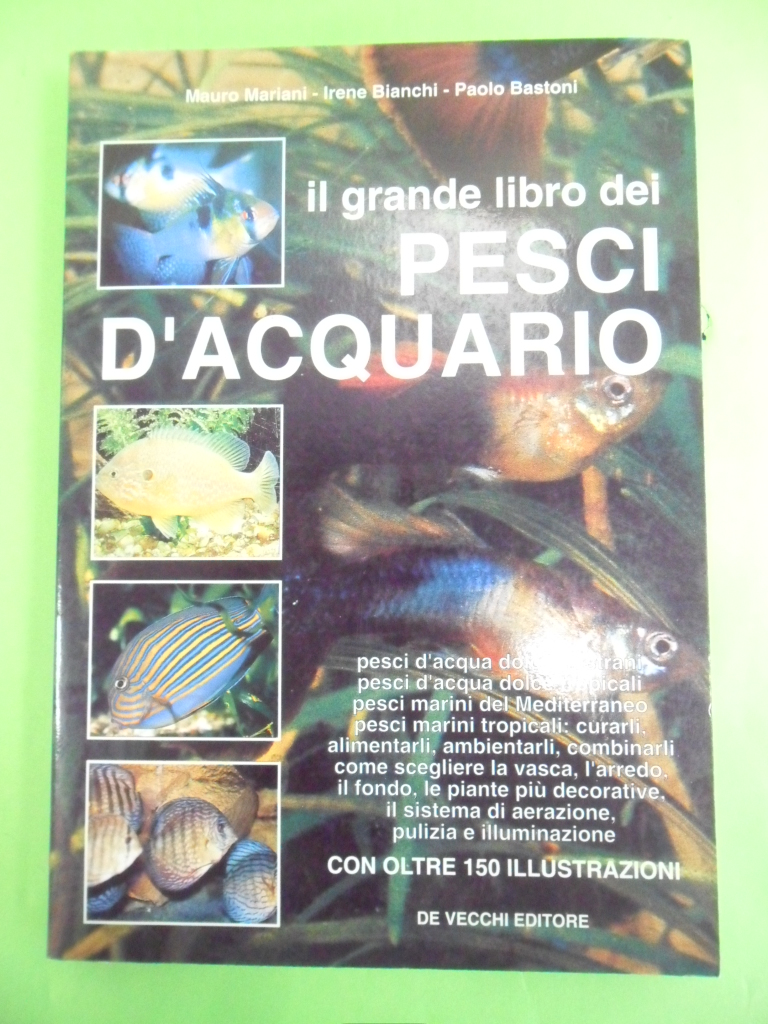 Mauro Mariani - Irene Bianchi - Paolo Bastoni
il grande libro dei
PESCI
D'ACQUARIO
pesci d'acqua
pesci d'acqua dolce tropicali
pesci marini del Mediterraneo
pesci marini tropicali: curarli,
alimentarli, ambientarli, combinarli
come scegliere la vasca, l'arredo,
il fondo, le piante più decorative,
il sistema di aerazione,
pulizia e illuminazione
CON OLTRE 150 ILLUSTRAZIONI
DE VECCHI EDITORE